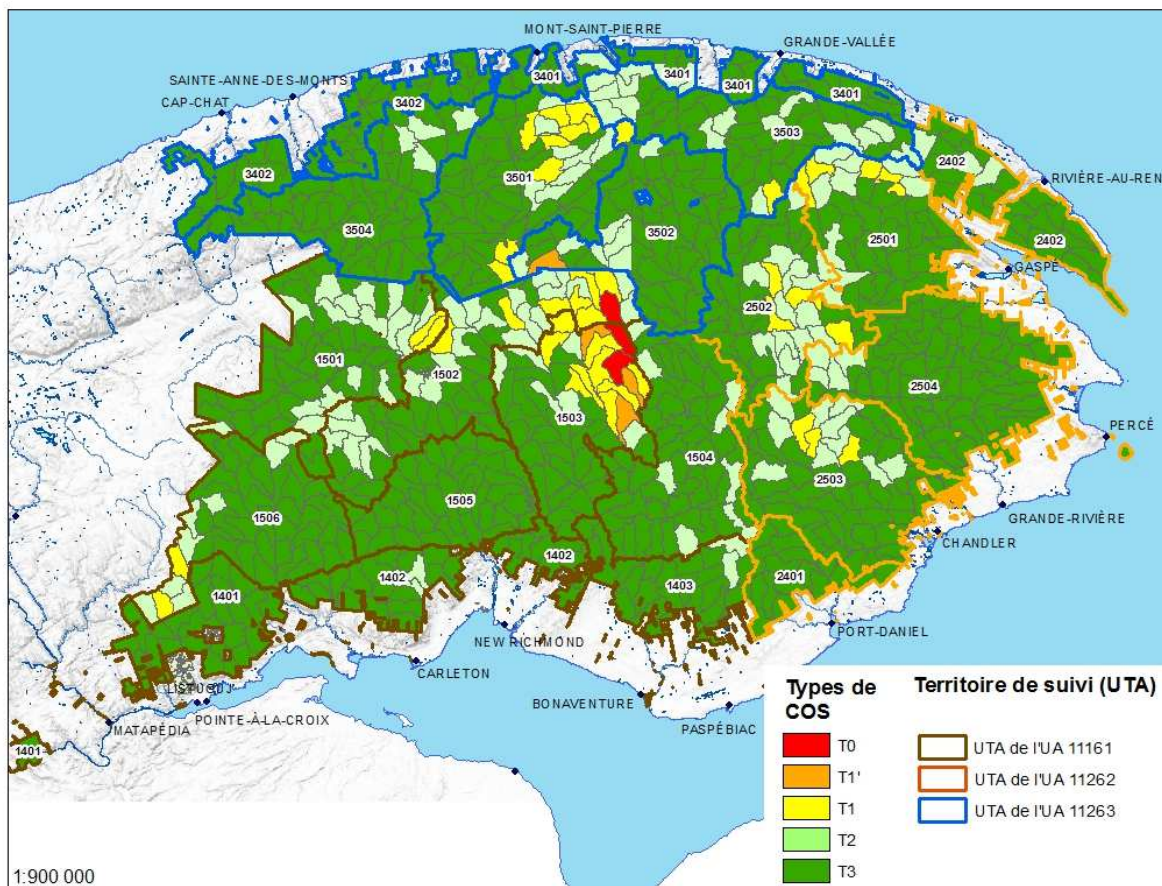 MONT-SAINT-PIERRE
GRANDE-VALLÉE
SAINTE-ANNE-DES-MONTS
CAP-CHAT
3401
3401
3401
3401
3402
3503
3402
3501
2402
RIVIÈRE-AU-REN
3504
3502
2501
2402
GASPÉ
2502
1501
1502
2504
1503
1504
PERCÉ
2503
1505
1506
GRANDE-RIVIÈRE
CHANDLER
1402
1402
2401
1401
1403
NEW RICHMOND
PORT-DANIEL
CARLETON
LISTUGUJ
POINTE-À-LA-CROIX
BONAVENTURE
PASPÉBIAC
MATAPÉDIA
1401
Types de
COS
T0
T1'
T1
T2
T3
Territoire de suivi (UTA)
UTA de l'UA 11161
UTA de l'UA 11262
UTA de l'UA 11263
1:900 000